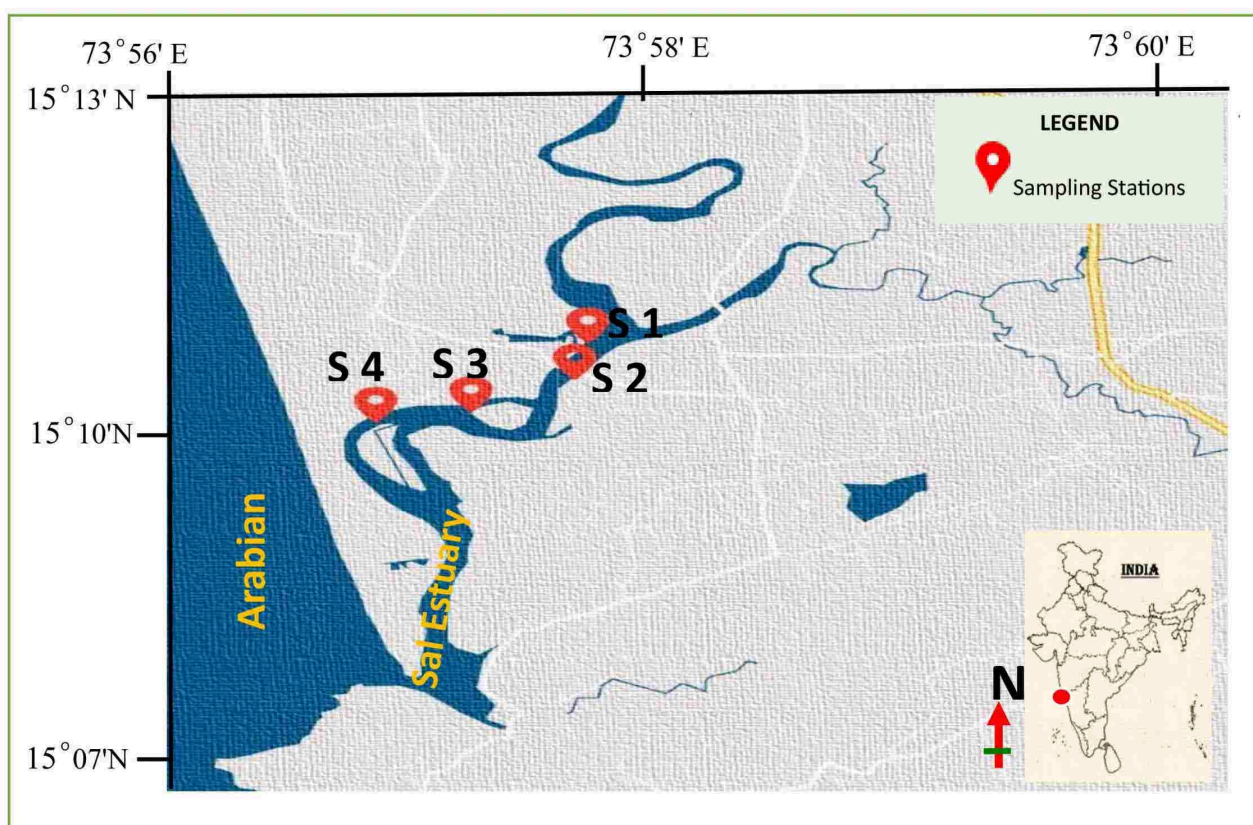 73°56' E
73°58' E
73°60' E
15°13' N
LEGEND
Sampling Stations
S 1
S 4
S 3
S 2
15°10'N
Arabian
Sal Estuary
INDIA
N
15°07'N